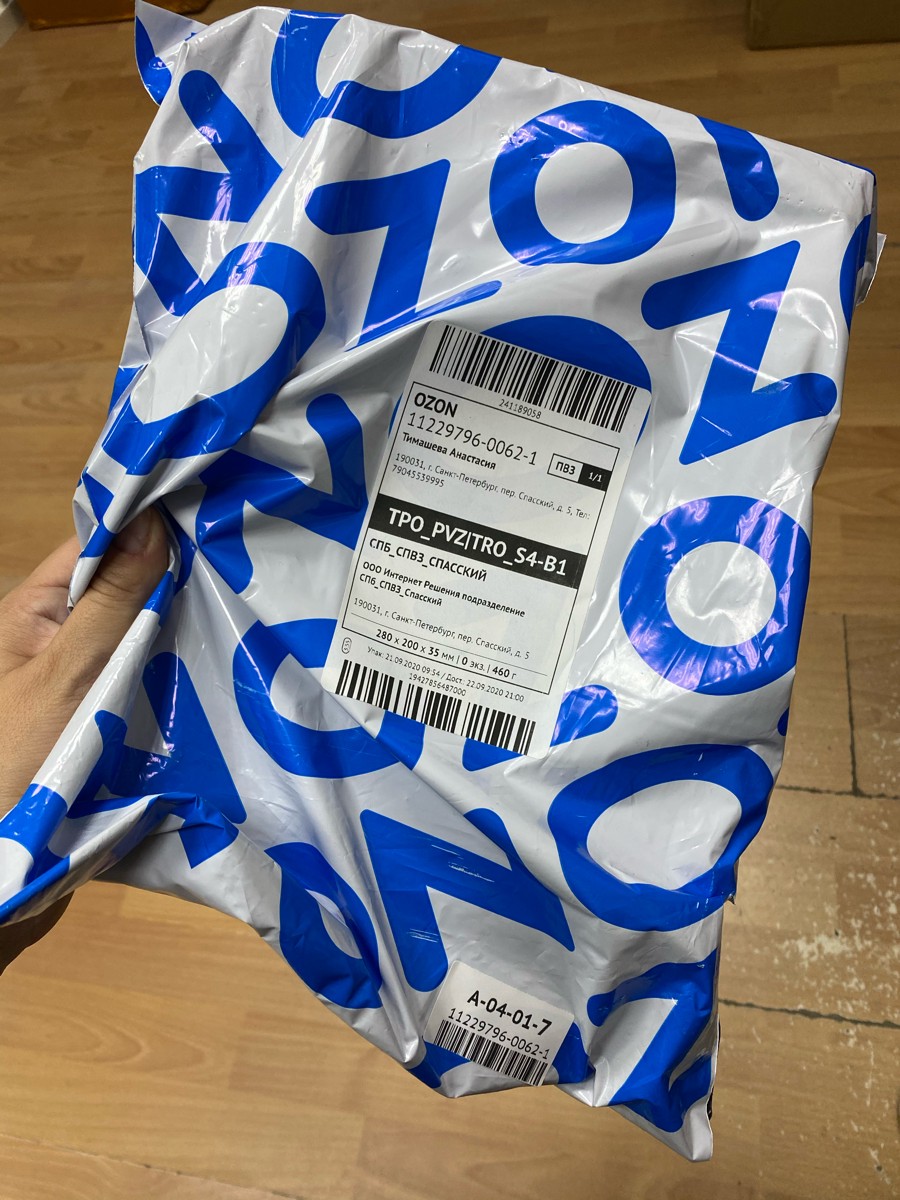 241189058
OZON
11229796-0062-1
ПВЗ 1/1
Тимашева Анастасия
190031, г. Санкт-Петербург, пер. Спасский, д. 5, Тел:
79045539995
ТРО_PVZ|TRO_S4-B1
СПБ_СПВЗ_СПАССКИЙ
ООО Интернет Решения подразделение
СПб_СПВЗ_Спасский
190031, г. Санкт-Петербург, пер. Спасский, д. 5
280 x 200 x 35 мм | 0 экз. | 460 г
Упак: 21.09.2020 09:54 / Дост: 22.09.2020 21:00
19427856487000
A-04-01-7
11229796-0062-1